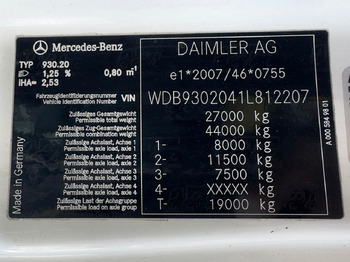 Mercedes-Benz
DAIMLER AG
TYP 930.20
1,25 % 0,80 m⁻¹
IHA= 2,53
e1*2007/46*0755
Fahrzeugidentifizierungsnummer
Vehicle Identification Number VIN
WDB9302041L812207
Zulässiges Gesamtgewicht
Permissible total weight 27000 kg
Zulässiges Zug-Gesamtgewicht
Permissible combination weight 44000 kg
Zulässige Achslast, Achse 1
Permissible axle load, axle 1 1- 8000 kg
Zulässige Achslast, Achse 2
Permissible axle load, axle 2 2- 11500 kg
Zulässige Achslast, Achse 3
Permissible axle load, axle 3 3- 7500 kg
Zulässige Achslast, Achse 4
Permissible axle load, axle 4 4- XXXXX kg
Zulässige Last der Achsgruppe
Permissible load on axle group T- 19000 kg
Made in Germany
A 000 584 98 01